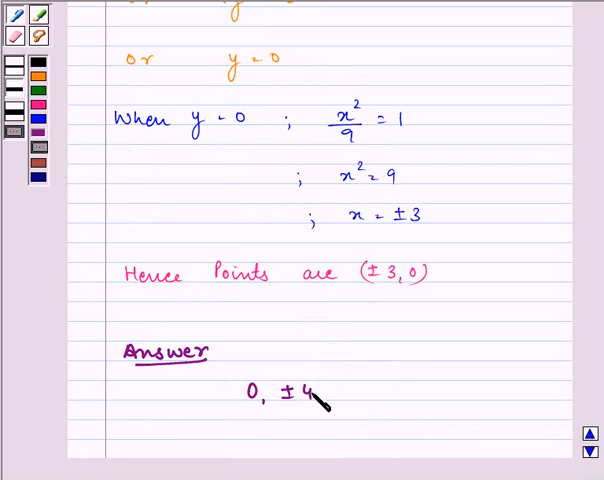 or y = 0
When y = 0 ; x²/9 = 1
; x² = 9
; x = ±3
Hence Points are (±3,0)
Answer
0, ±4